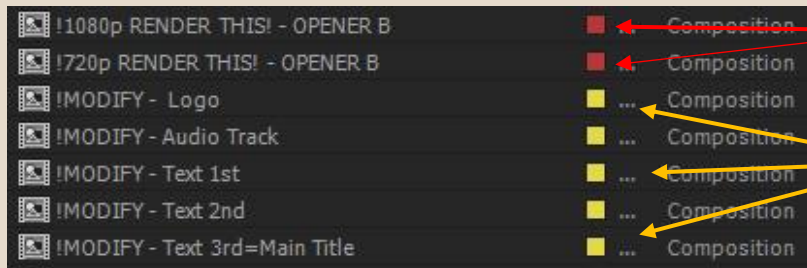 !1080p RENDER THIS! - OPENER B ... Composition
!720p RENDER THIS! - OPENER B ... Composition
!MODIFY - Logo ... Composition
!MODIFY - Audio Track ... Composition
!MODIFY - Text 1st ... Composition
!MODIFY - Text 2nd ... Composition
!MODIFY - Text 3rd=Main Title ... Composition